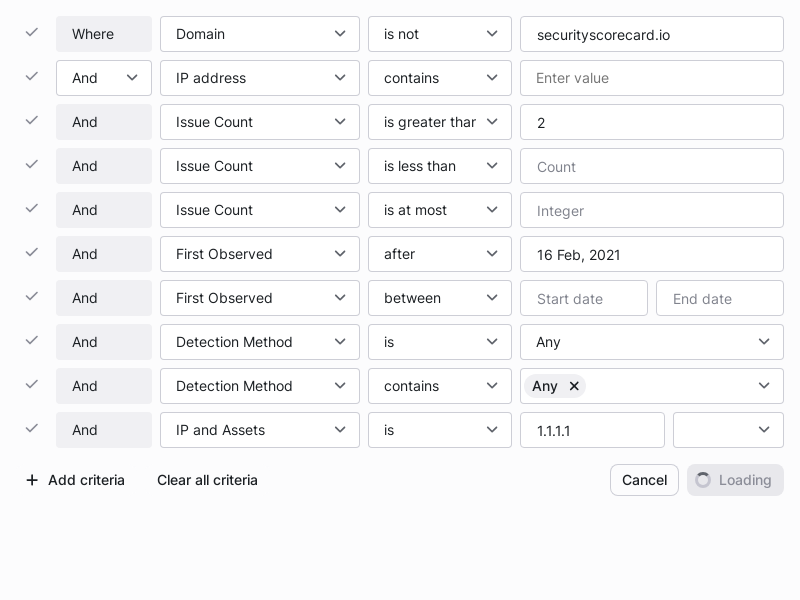 Where Domain is not securityscorecard.io
And IP address contains Enter value
And Issue Count is greater than 2
And Issue Count is less than Count
And Issue Count is at most Integer
And First Observed after 16 Feb, 2021
And First Observed between Start date End date
And Detection Method is Any
And Detection Method contains Any
And IP and Assets is 1.1.1.1
Add criteria Clear all criteria Cancel Loading